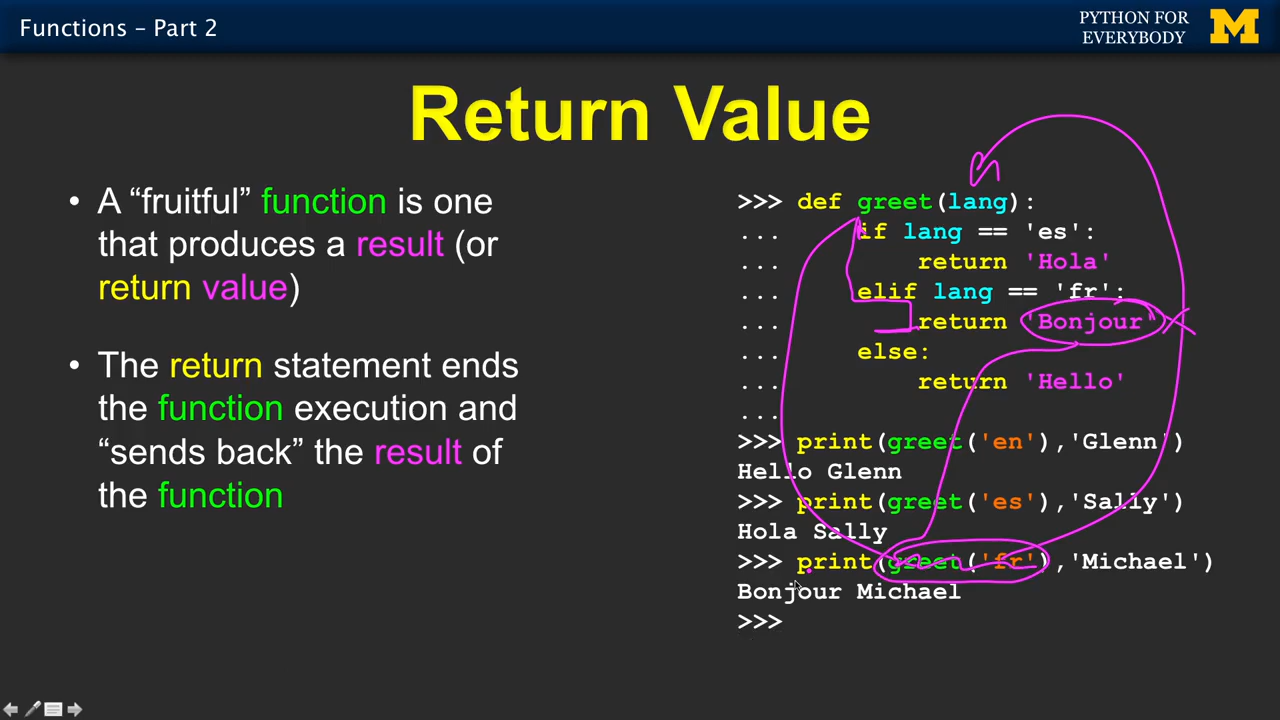 Functions – Part 2
PYTHON FOR
EVERYBODY
M
Return Value
• A “fruitful” function is one
that produces a result (or
return value)
• The return statement ends
the function execution and
“sends back” the result of
the function
>>> def greet(lang):
...     if lang == 'es':
...         return 'Hola'
...     elif lang == 'fr':
...         return 'Bonjour'
...     else:
...         return 'Hello'
...
>>> print(greet('en'),'Glenn')
Hello Glenn
>>> print(greet('es'),'Sally')
Hola Sally
>>> print(greet('fr'),'Michael')
Bonjour Michael
>>>